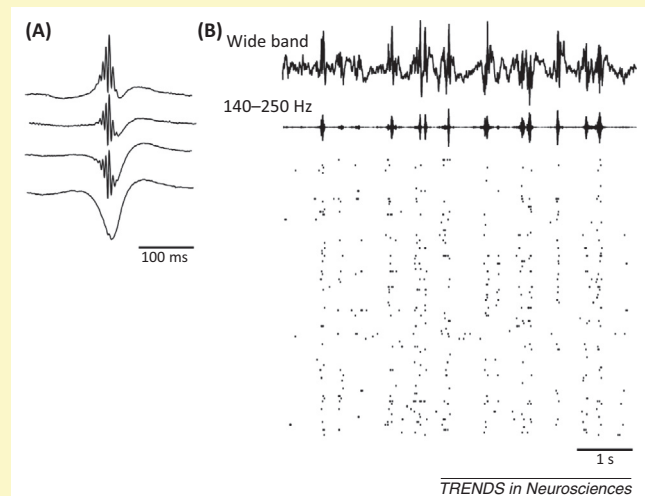 (A)
100 ms
(B)
Wide band
140–250 Hz
1 s
TRENDS in Neurosciences